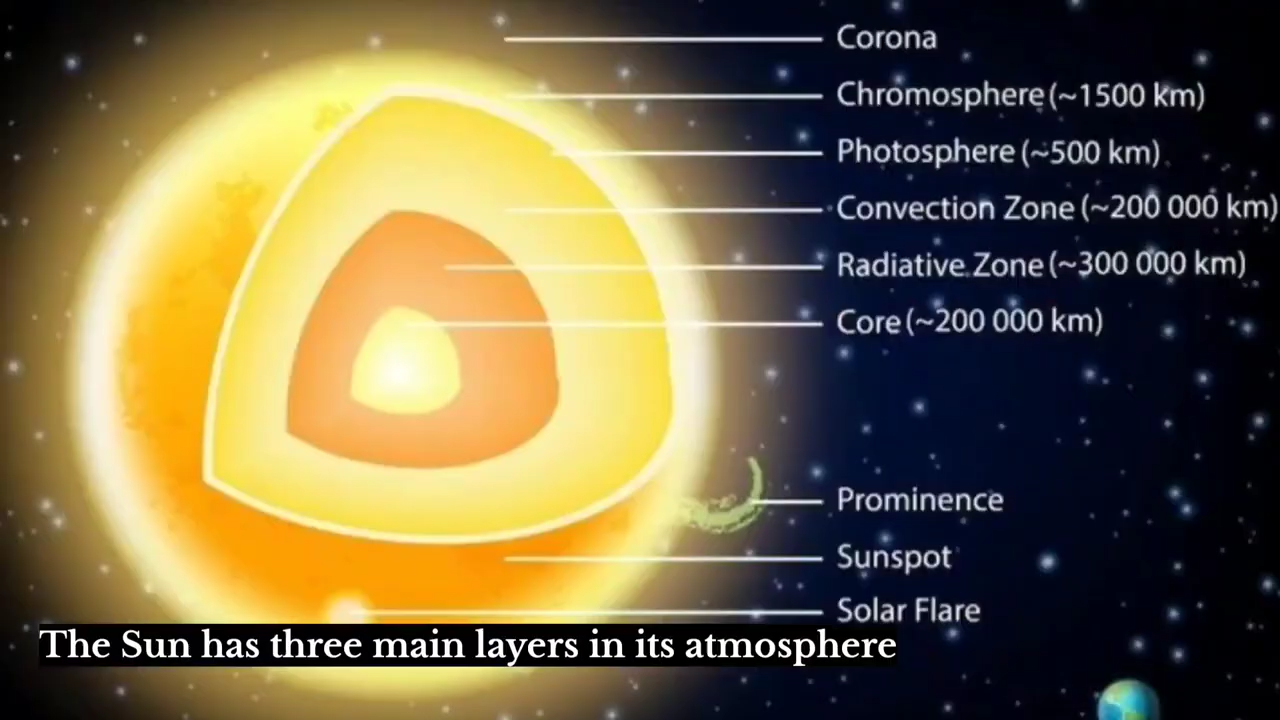 Corona
Chromosphere (~1500 km)
Photosphere (~500 km)
Convection Zone (~200 000 km)
Radiative Zone (~300 000 km)
Core (~200 000 km)
Prominence
Sunspot
Solar Flare
The Sun has three main layers in its atmosphere